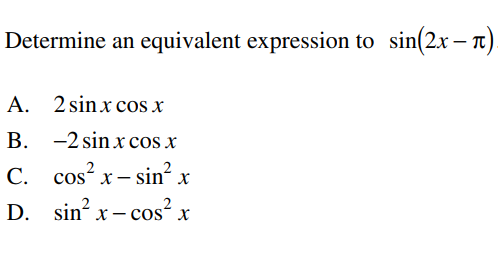 Determine an equivalent expression to sin(2x – π).
A. 2 sin x cos x
B. –2 sin x cos x
C. cos² x – sin² x
D. sin² x – cos² x